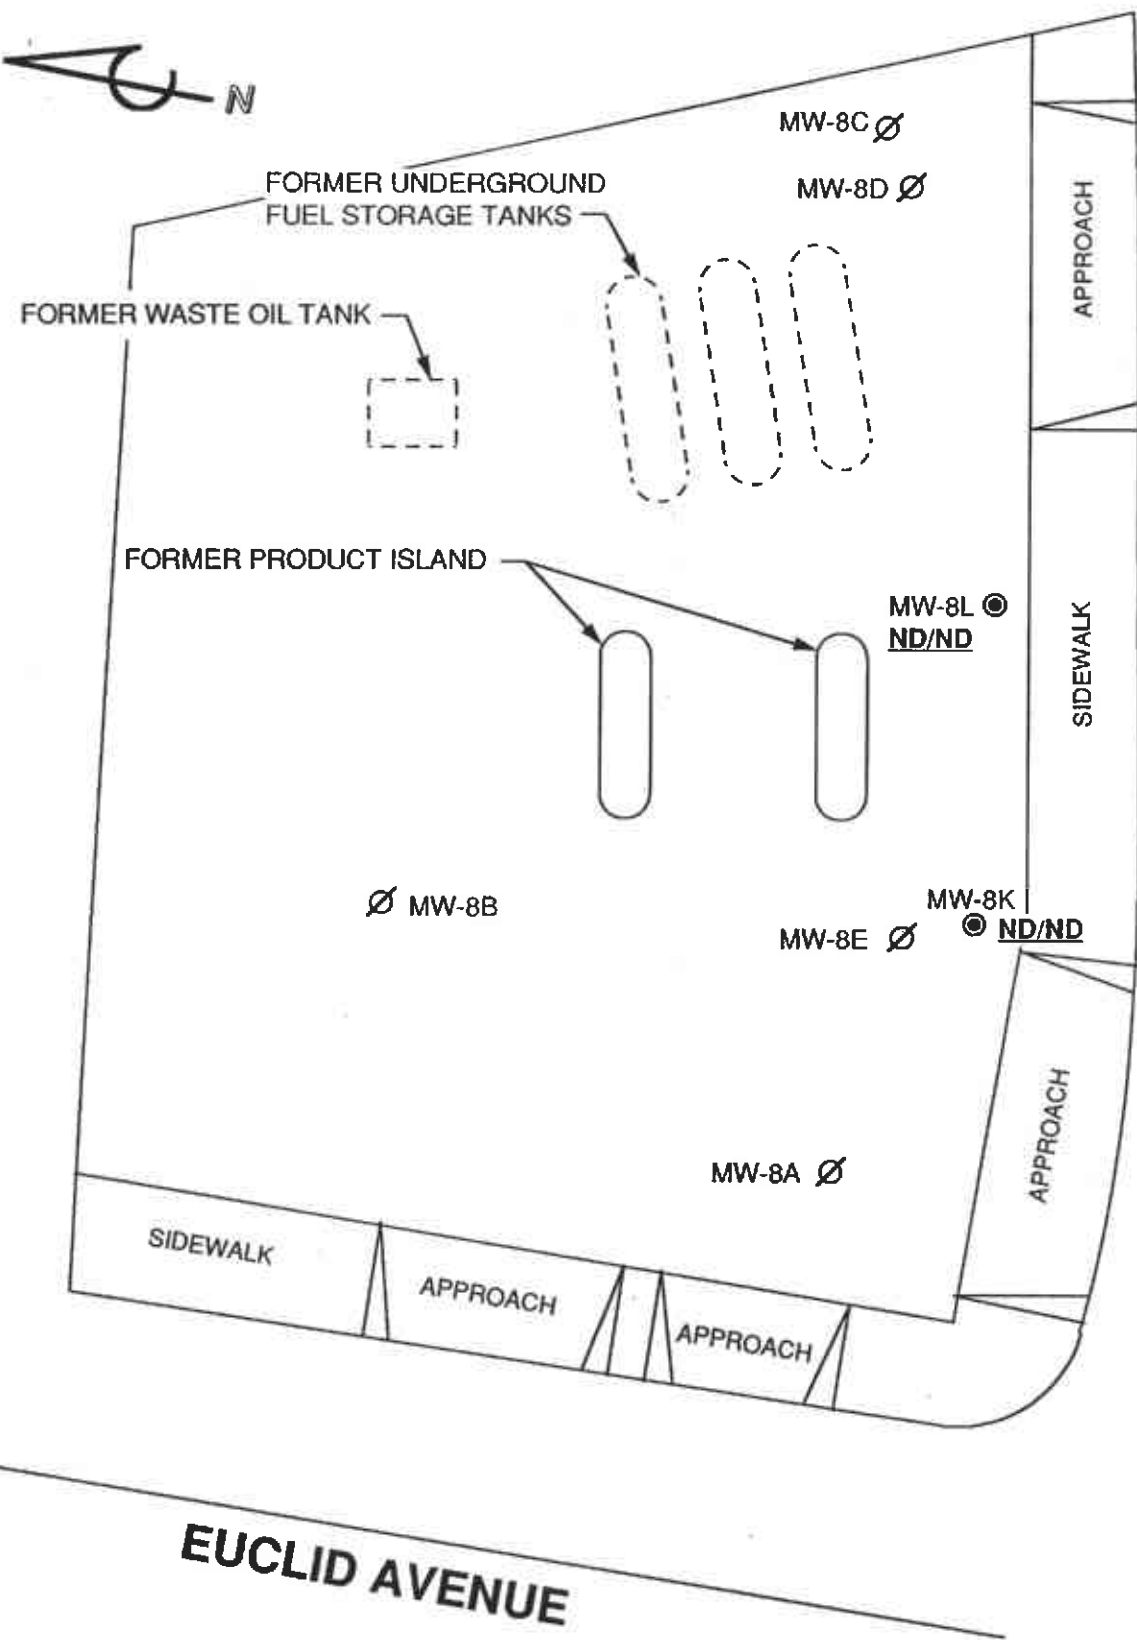 N
MW-8C
MW-8D
FORMER UNDERGROUND
FUEL STORAGE TANKS
APPROACH
FORMER WASTE OIL TANK
FORMER PRODUCT ISLAND
MW-8L
ND/ND
SIDEWALK
MW-8B
MW-8K
ND/ND
MW-8E
APPROACH
MW-8A
SIDEWALK
APPROACH
APPROACH
EUCLID AVENUE